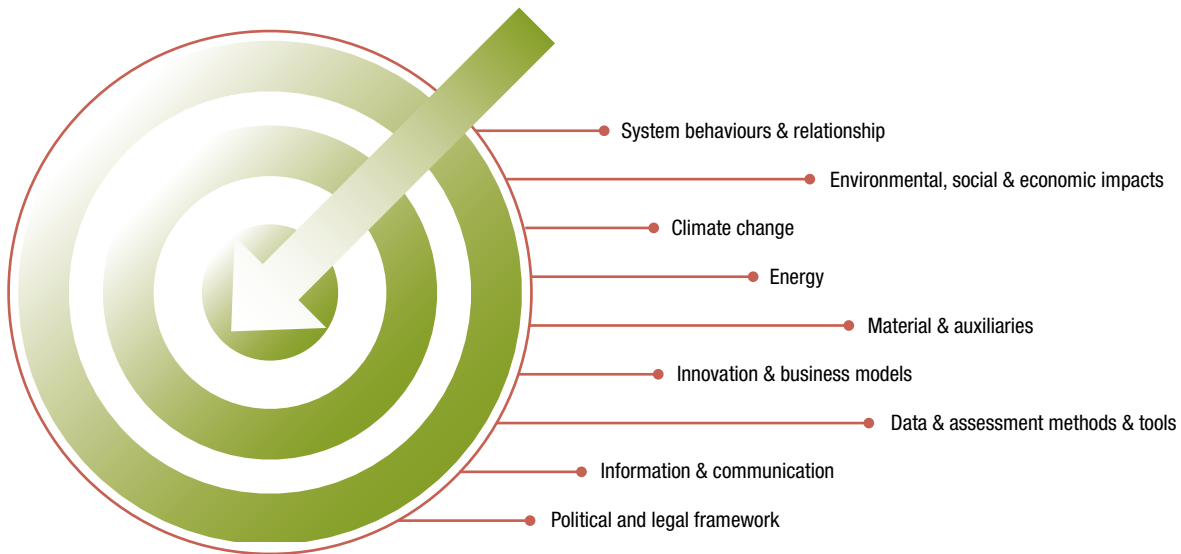 System behaviours & relationship
Environmental, social & economic impacts
Climate change
Energy
Material & auxiliaries
Innovation & business models
Data & assessment methods & tools
Information & communication
Political and legal framework